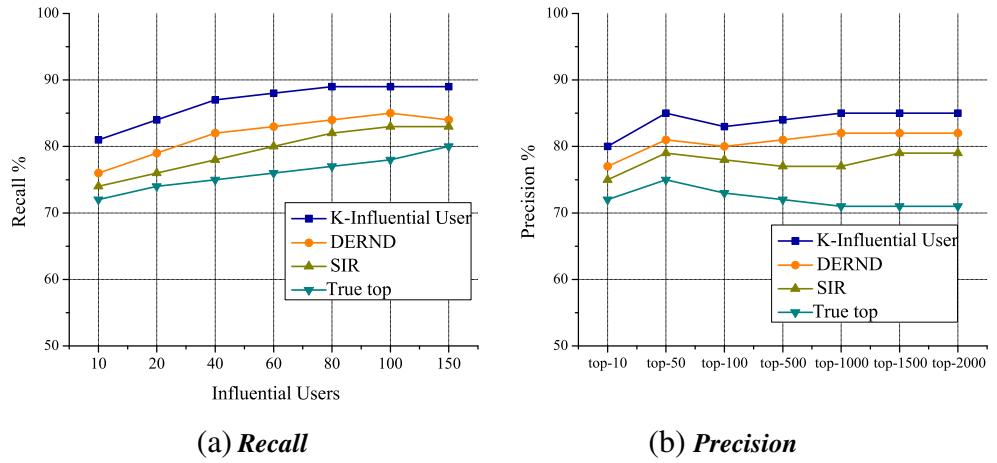 100
90
80
70
60
50
Recall %
K-Influential User
DERND
SIR
True top
10 20 40 60 80 100 150
Influential Users
(a) Recall
100
90
80
70
60
50
Precision %
K-Influential User
DERND
SIR
True top
top-10 top-50 top-100 top-500 top-1000 top-1500 top-2000
(b) Precision